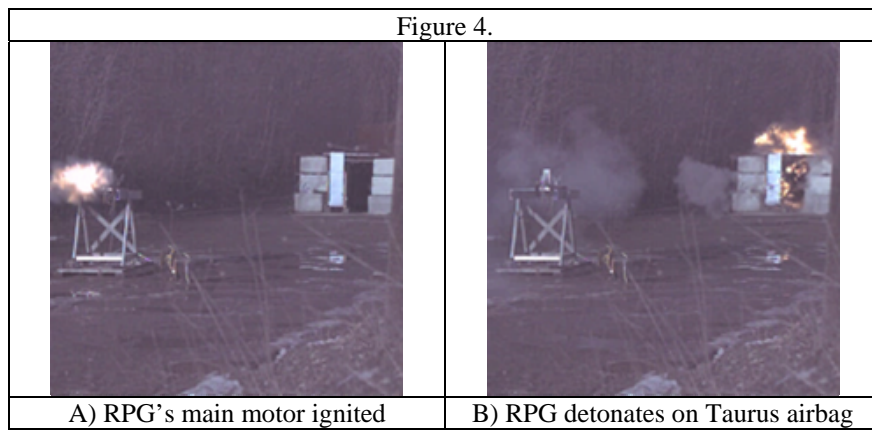 Figure 4.
A) RPG's main motor ignited
B) RPG detonates on Taurus airbag